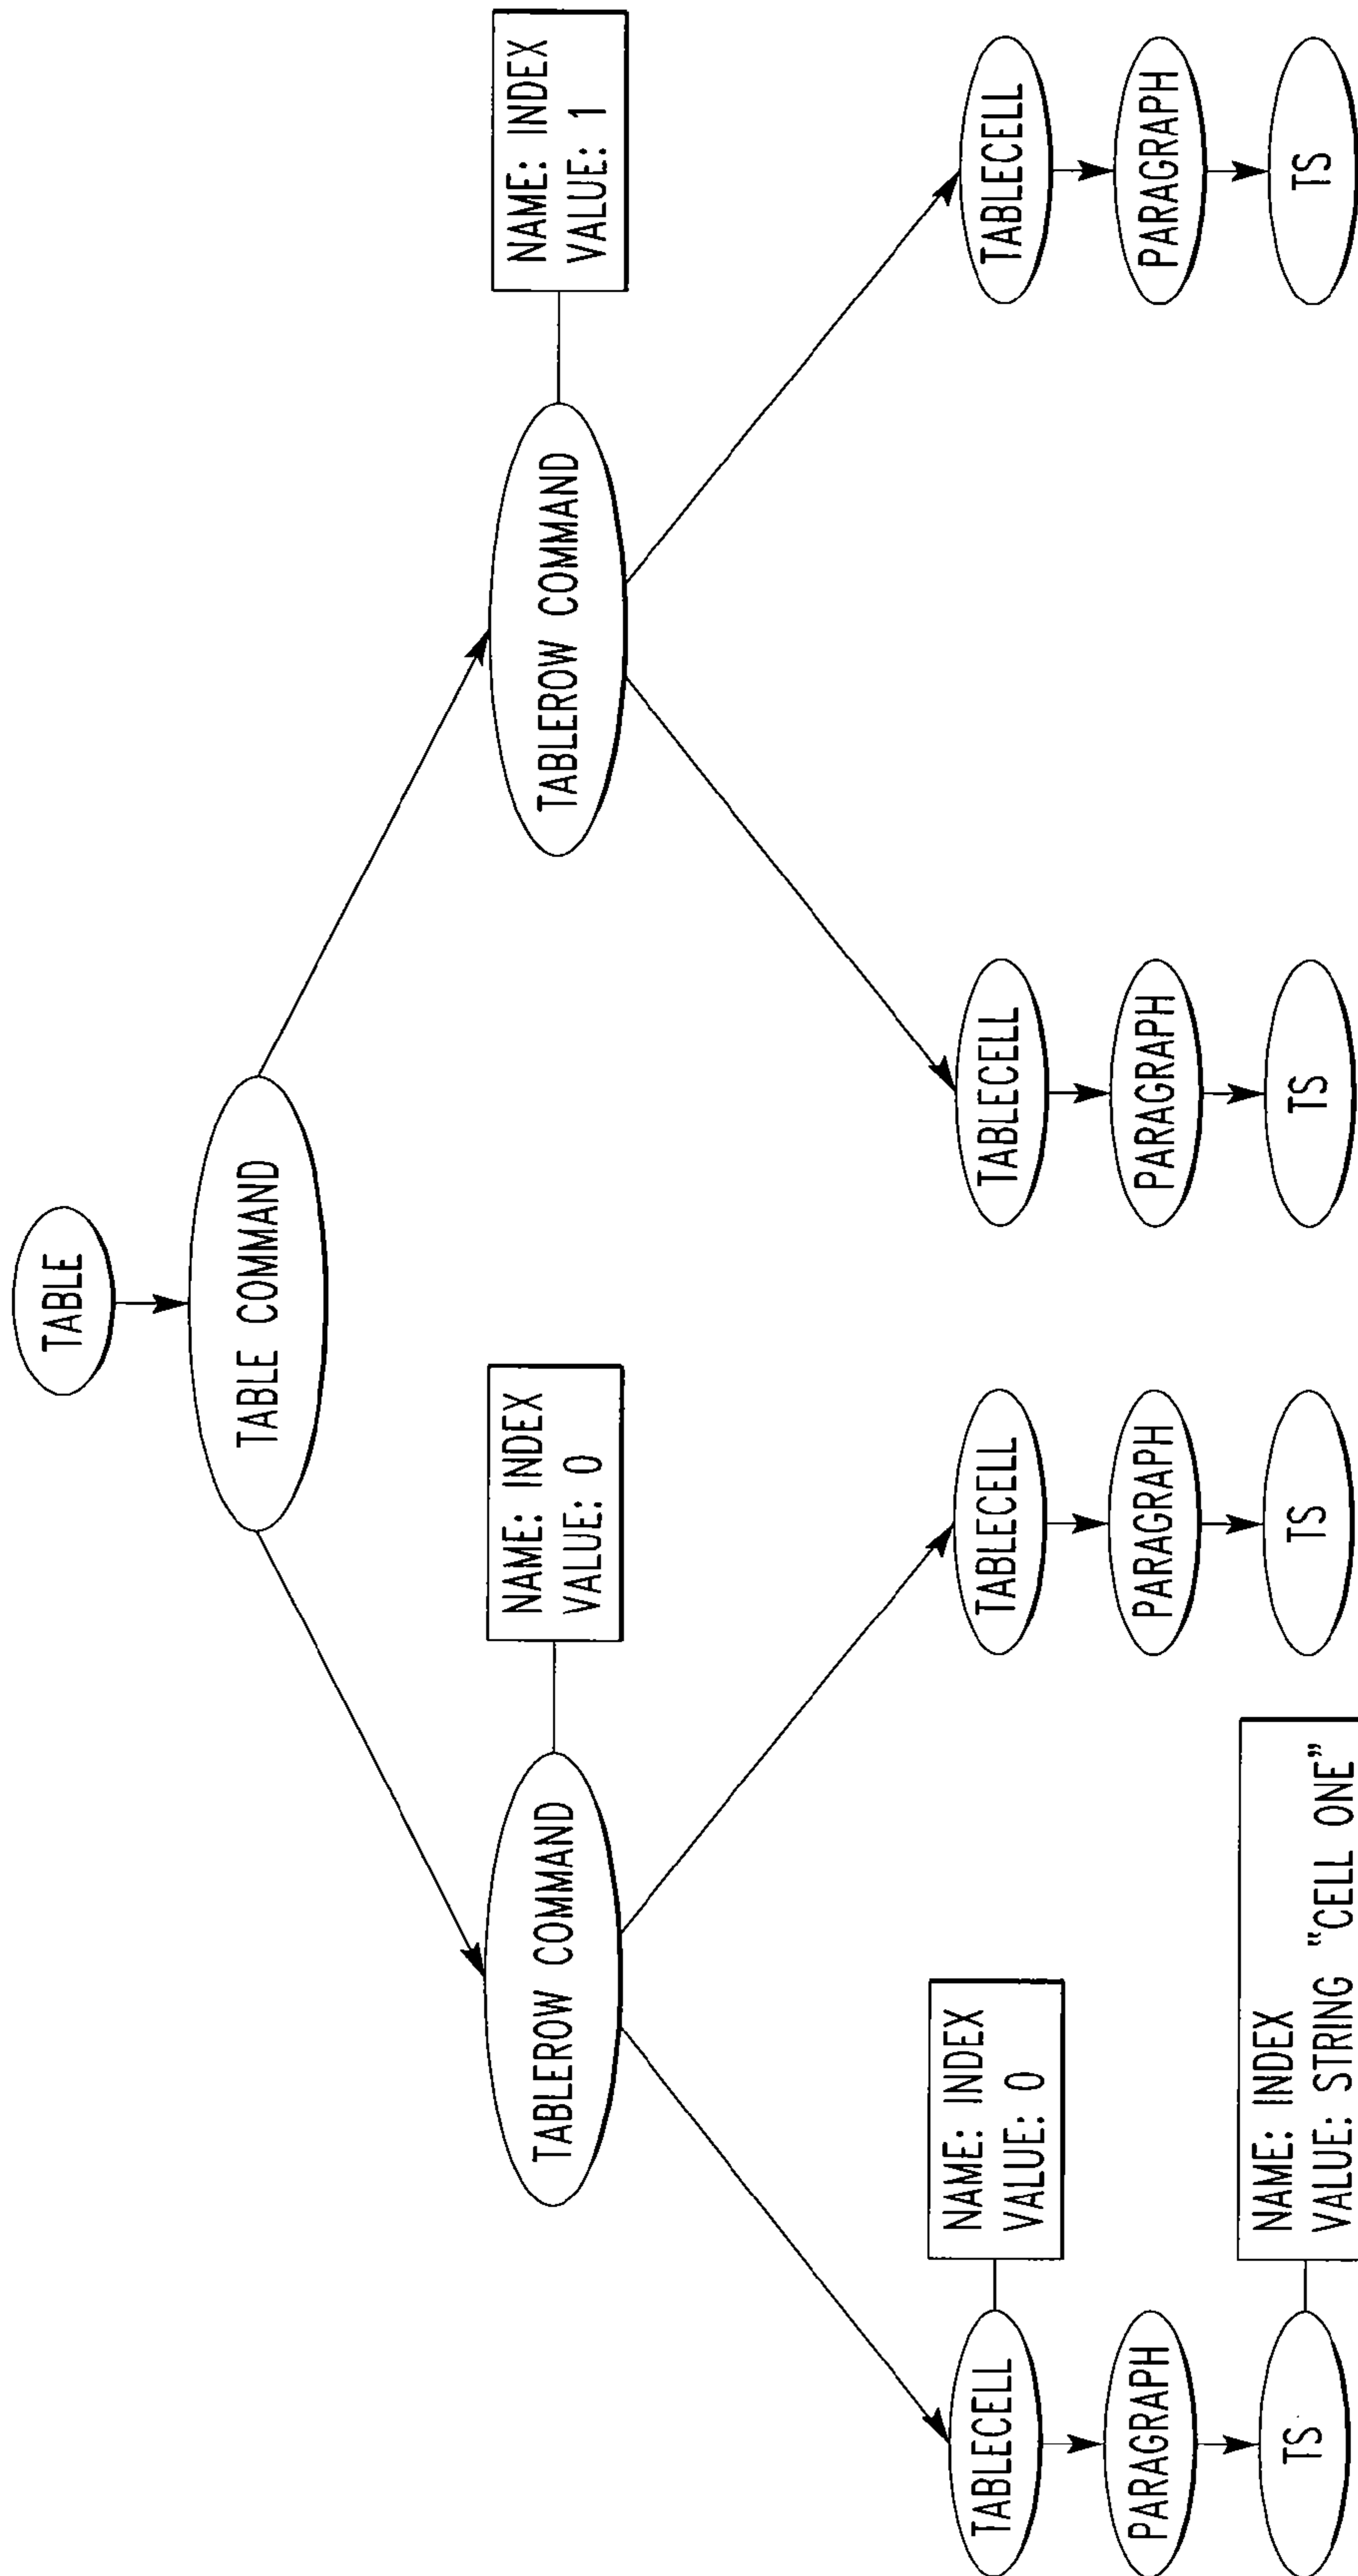 TABLE
TABLE COMMAND
TABLEROW COMMAND
NAME: INDEX
VALUE: 0
TABLEROW COMMAND
NAME: INDEX
VALUE: 1
TABLECELL
NAME: INDEX
VALUE: 0
TABLECELL
TABLECELL
TABLECELL
PARAGRAPH
PARAGRAPH
PARAGRAPH
PARAGRAPH
TS
NAME: INDEX
VALUE: STRING "CELL ONE"
TS
TS
TS